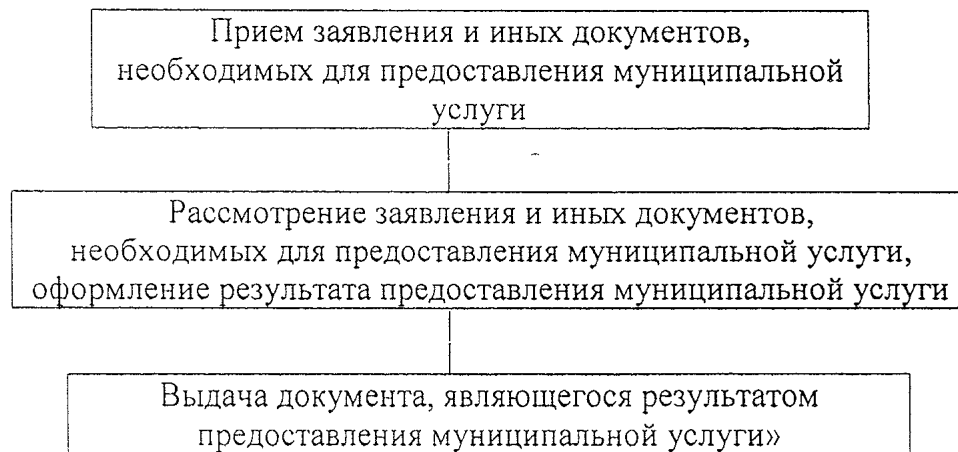 Прием заявления и иных документов,
необходимых для предоставления муниципальной
услуги
Рассмотрение заявления и иных документов,
необходимых для предоставления муниципальной услуги,
оформление результата предоставления муниципальной услуги
Выдача документа, являющегося результатом
предоставления муниципальной услуги»